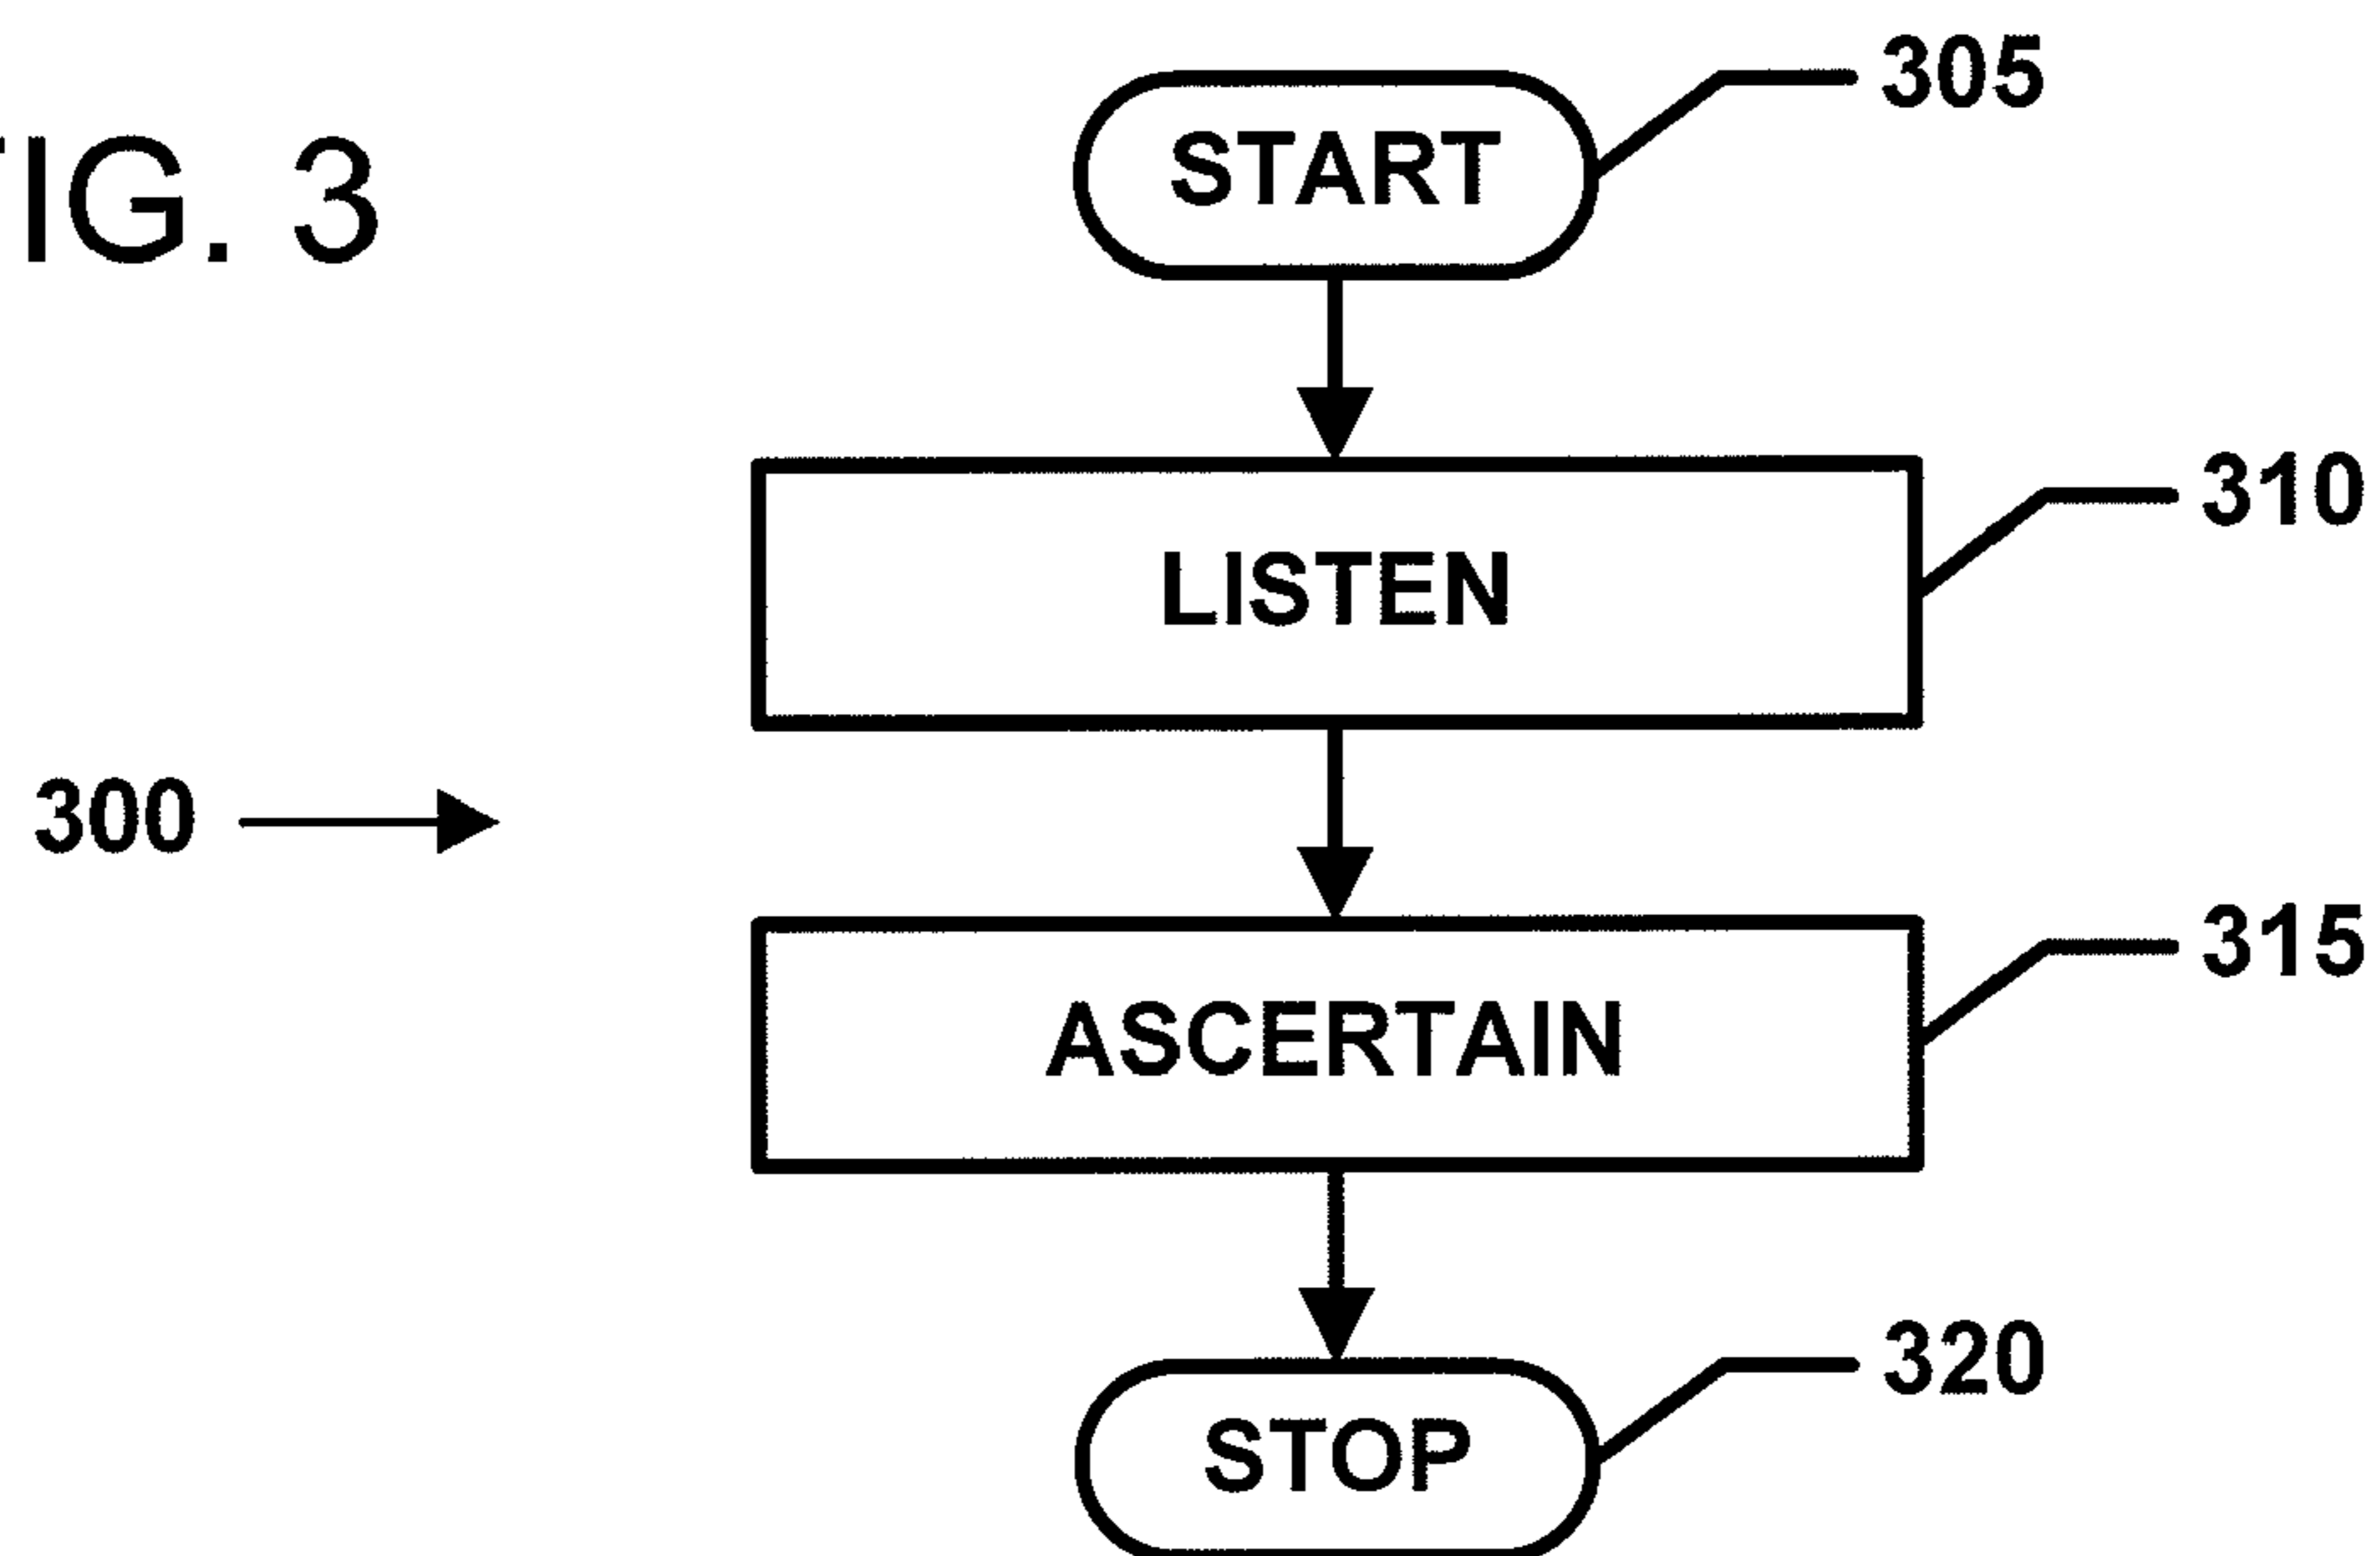 305
START
FIG. 3
310
LISTEN
300
315
ASCERTAIN
320
STOP